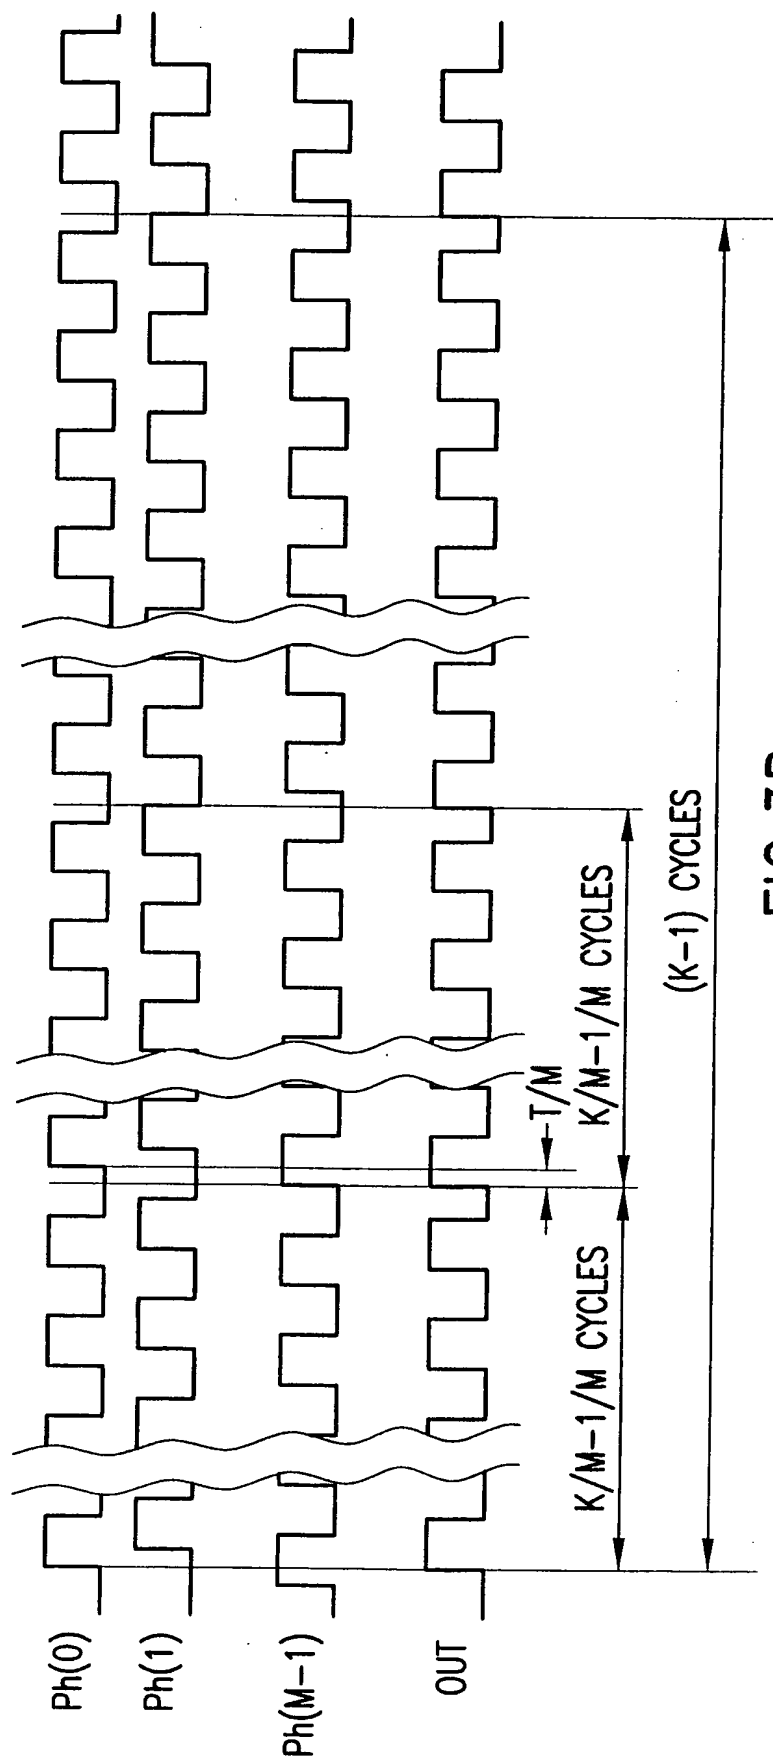 Ph(0)
Ph(1)
Ph(M-1)
OUT
T/M
K/M-1/M CYCLES
K/M-1/M CYCLES
(K-1) CYCLES